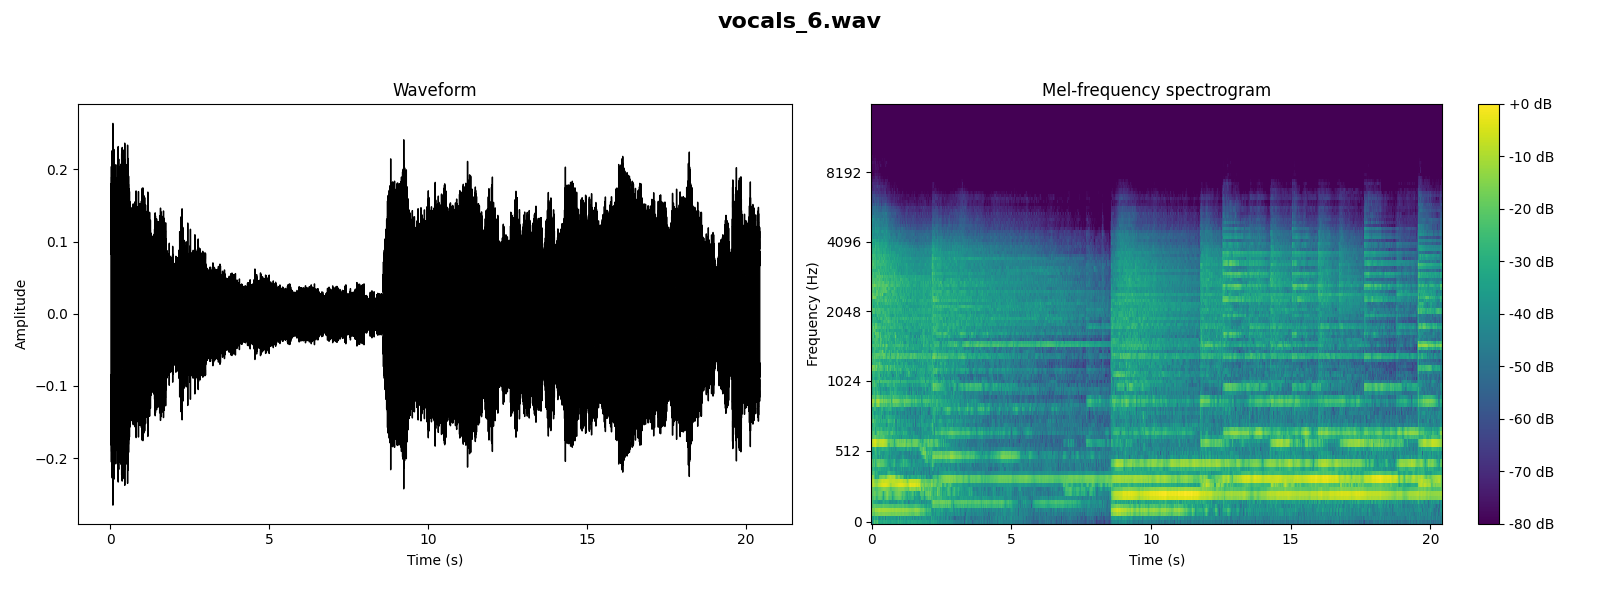 vocals_6.wav
Waveform
Amplitude
0.2
0.1
0.0
−0.1
−0.2
0 5 10 15 20
Time (s)
Mel-frequency spectrogram
Frequency (Hz)
8192
4096
2048
1024
512
0
0 5 10 15 20
Time (s)
+0 dB
-10 dB
-20 dB
-30 dB
-40 dB
-50 dB
-60 dB
-70 dB
-80 dB